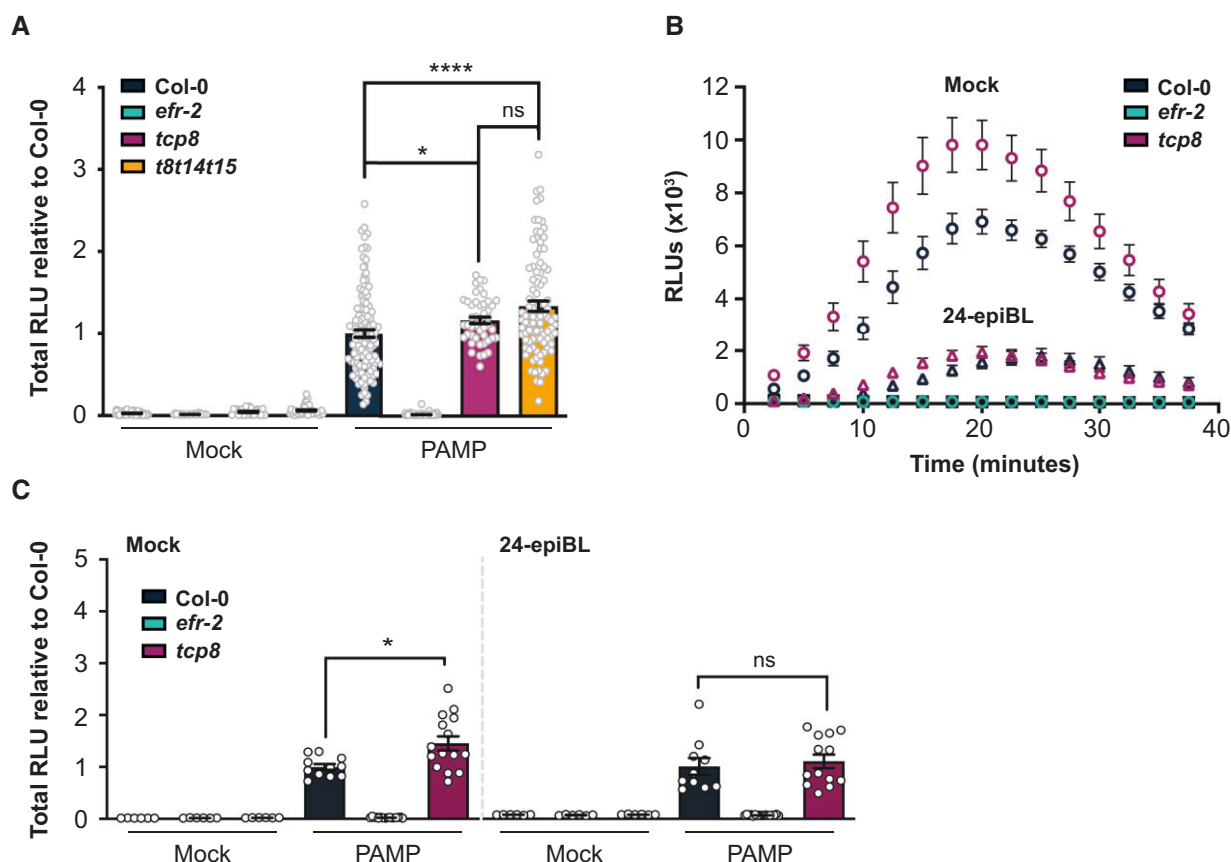 A
Total RLU relative to Col-0
4
3
2
1
0
Col-0
efr-2
tcp8
t8t14t15
****
ns
*
Mock
PAMP
B
RLUs (x10³)
12
10
8
6
4
2
0
Mock
24-epiBL
Col-0
efr-2
tcp8
0 10 20 30 40
Time (minutes)
C
Total RLU relative to Col-0
5
4
3
2
1
0
Mock
Col-0
efr-2
tcp8
*
24-epiBL
ns
Mock PAMP Mock PAMP